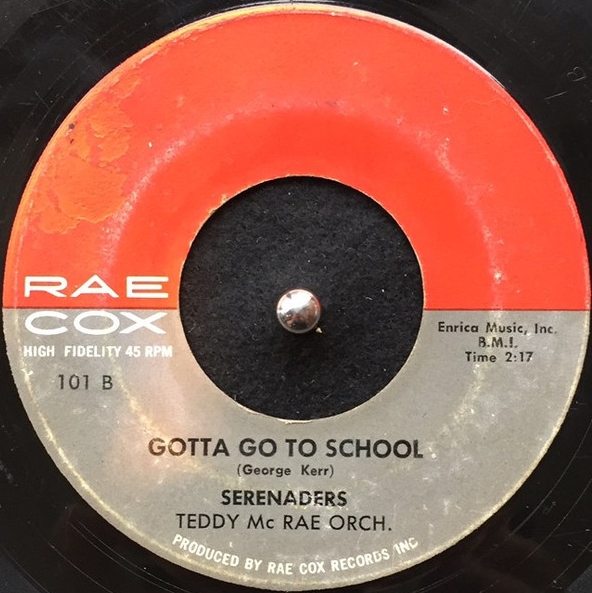 RAE
COX
HIGH FIDELITY 45 RPM
101 B
Enrica Music, Inc.
B.M.I.
Time 2:17
GOTTA GO TO SCHOOL
(George Kerr)
SERENADERS
TEDDY Mc RAE ORCH.
PRODUCED BY RAE COX RECORDS INC